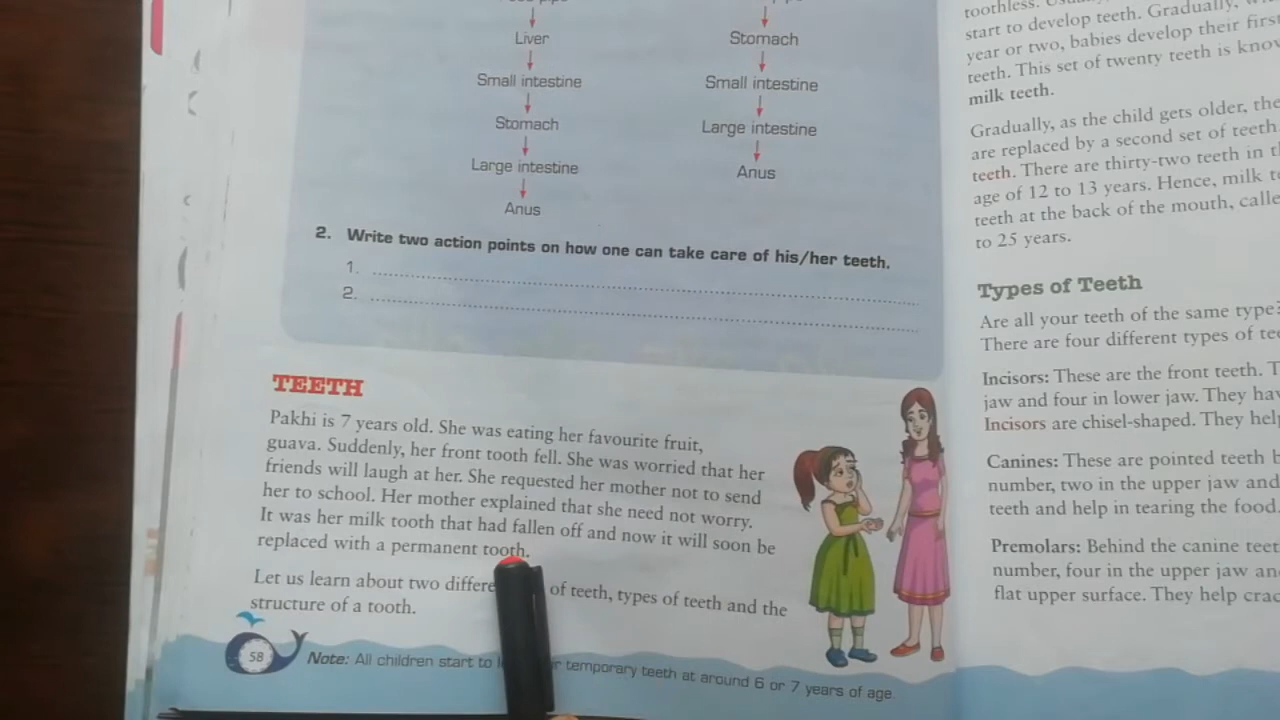 Liver
Small intestine
Stomach
Large intestine
Anus
Stomach
Small intestine
Large intestine
Anus
2. Write two action points on how one can take care of his/her teeth.
1.
2.
TEETH
Pakhi is 7 years old. She was eating her favourite fruit,
guava. Suddenly, her front tooth fell. She was worried that her
friends will laugh at her. She requested her mother not to send
her to school. Her mother explained that she need not worry.
It was her milk tooth that had fallen off and now it will soon be
replaced with a permanent tooth.
Let us learn about two of teeth, types of teeth and the
structure of a tooth.
58
Note: All children start to temporary teeth at around 6 or 7 years of age.
toothless.
start to develop teeth. Gradually,
year or two, babies develop their first
teeth. This set of twenty teeth is
milk teeth.
Gradually, as the child gets older, the
are replaced by a second set of teeth
teeth. There are thirty-two teeth in
age of 12 to 13 years. Hence, milk
teeth at the back of the mouth,
to 25 years.
Types of Teeth
Are all your teeth of the same
There are four different types of
Incisors: These are the front teeth.
jaw and four in lower jaw. They
Incisors are chisel-shaped. They
Canines: These are pointed teeth
number, two in the upper jaw and
teeth and help in tearing the food.
Premolars: Behind the canine
number, four in the upper jaw
flat upper surface. They help